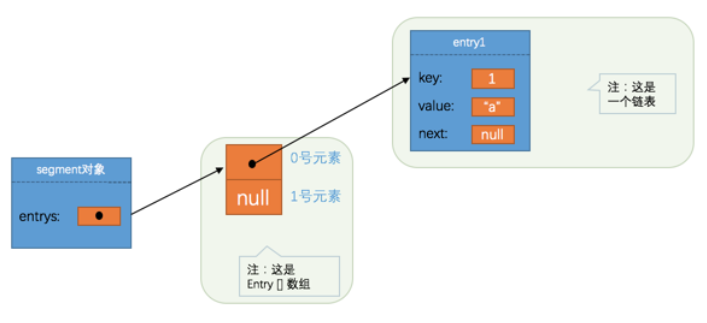 entry1
key: 1
value: "a"
next: null
注：这是
一个链表
segment对象
entrys:
0号元素
null 1号元素
注：这是
Entry [] 数组